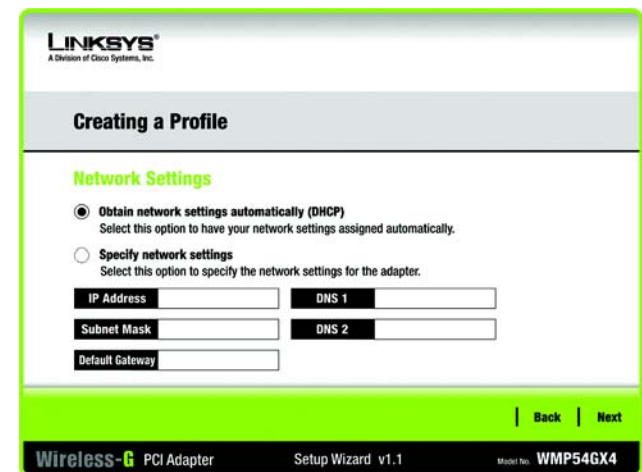 LINKSYS®
A Division of Cisco Systems, Inc.
Creating a Profile
Network Settings
Obtain network settings automatically (DHCP)
Select this option to have your network settings assigned automatically.
Specify network settings
Select this option to specify the network settings for the adapter.
IP Address DNS 1
Subnet Mask DNS 2
Default Gateway
Back Next
Wireless-G PCI Adapter Setup Wizard v1.1 Model No. WMP54GX4